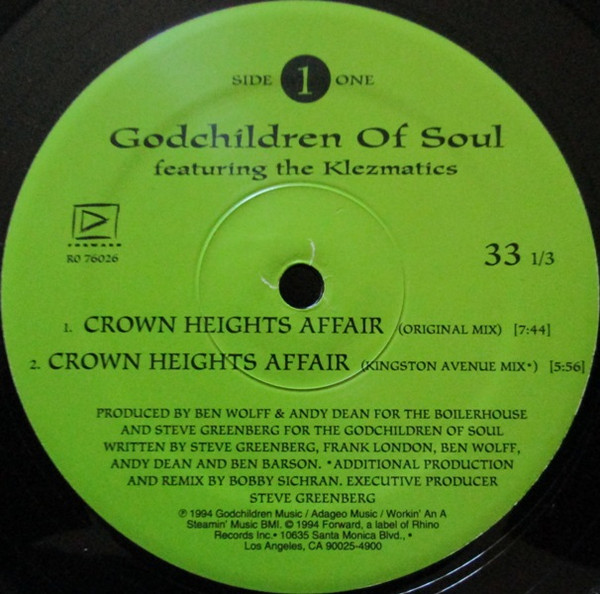 SIDE 1 ONE
Godchildren Of Soul
featuring the Klezmatics
FORWARD
R0 76026
33 1/3
1. CROWN HEIGHTS AFFAIR (ORIGINAL MIX) [7:44]
2. CROWN HEIGHTS AFFAIR (KINGSTON AVENUE MIX*) [5:56]
PRODUCED BY BEN WOLFF & ANDY DEAN FOR THE BOILERHOUSE
AND STEVE GREENBERG FOR THE GODCHILDREN OF SOUL
WRITTEN BY STEVE GREENBERG, FRANK LONDON, BEN WOLFF,
ANDY DEAN AND BEN BARSON. *ADDITIONAL PRODUCTION
AND REMIX BY BOBBY SICHRAN. EXECUTIVE PRODUCER
STEVE GREENBERG
℗ 1994 Godchildren Music / Adageo Music / Workin' An A
Steamin' Music BMI. © 1994 Forward, a label of Rhino
Records Inc.• 10635 Santa Monica Blvd., •
Los Angeles, CA 90025-4900